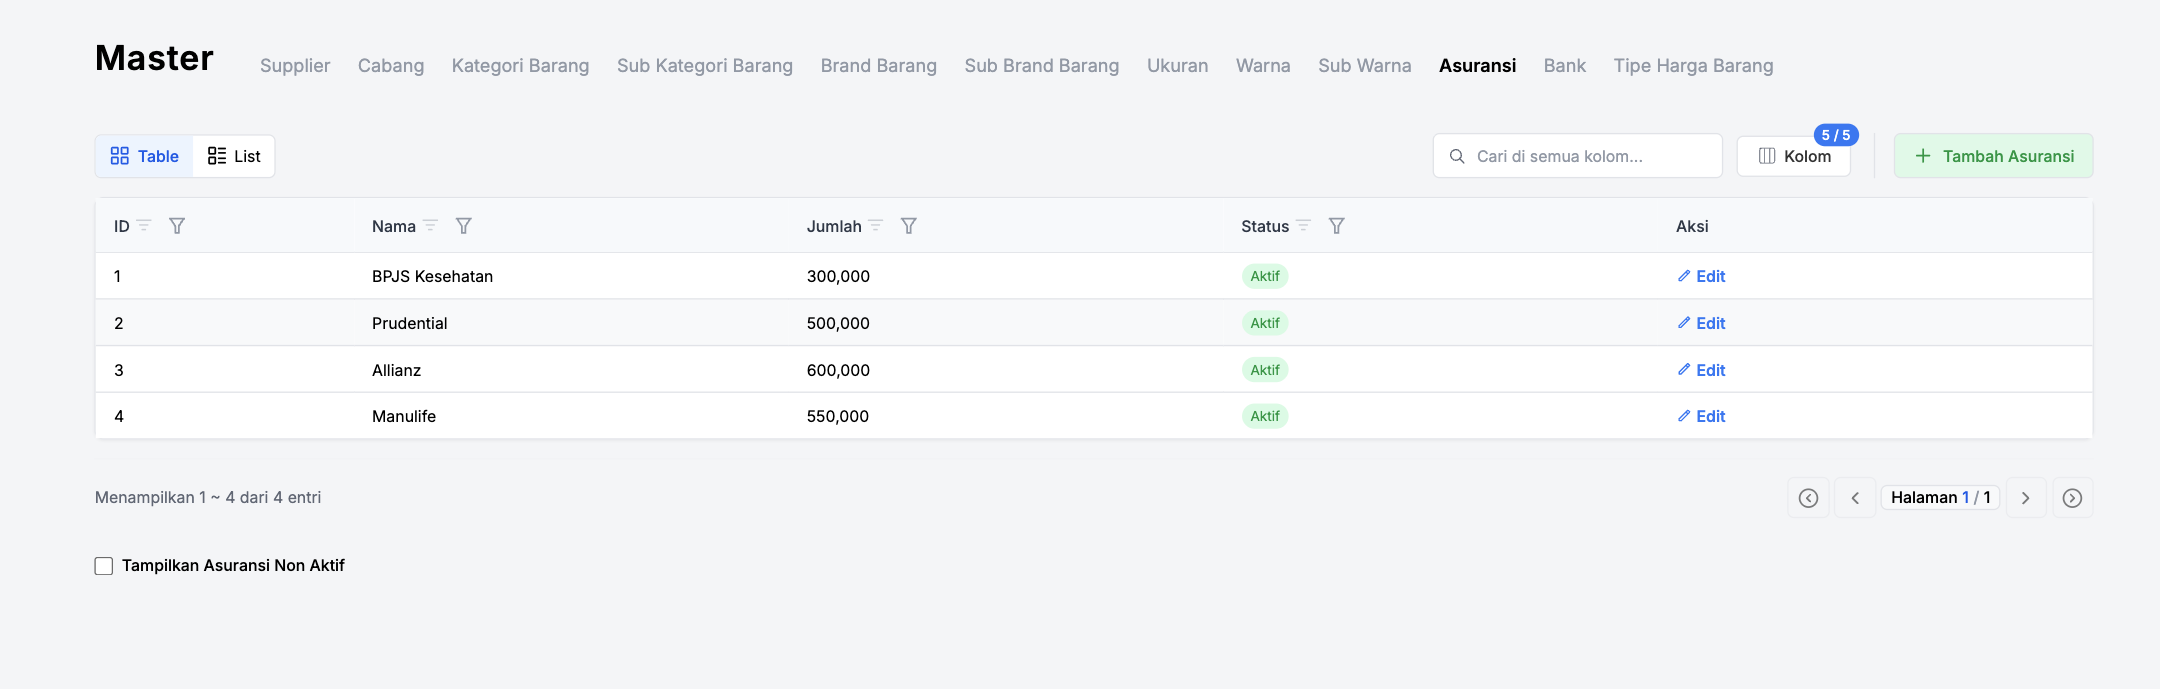 Master Supplier Cabang Kategori Barang Sub Kategori Barang Brand Barang Sub Brand Barang Ukuran Warna Sub Warna Asuransi Bank Tipe Harga Barang
5 / 5
Table List Cari di semua kolom... Kolom Tambah Asuransi
ID Nama Jumlah Status Aksi
1 BPJS Kesehatan 300,000 Aktif Edit
2 Prudential 500,000 Aktif Edit
3 Allianz 600,000 Aktif Edit
4 Manulife 550,000 Aktif Edit
Menampilkan 1 ~ 4 dari 4 entri Halaman 1 / 1
Tampilkan Asuransi Non Aktif